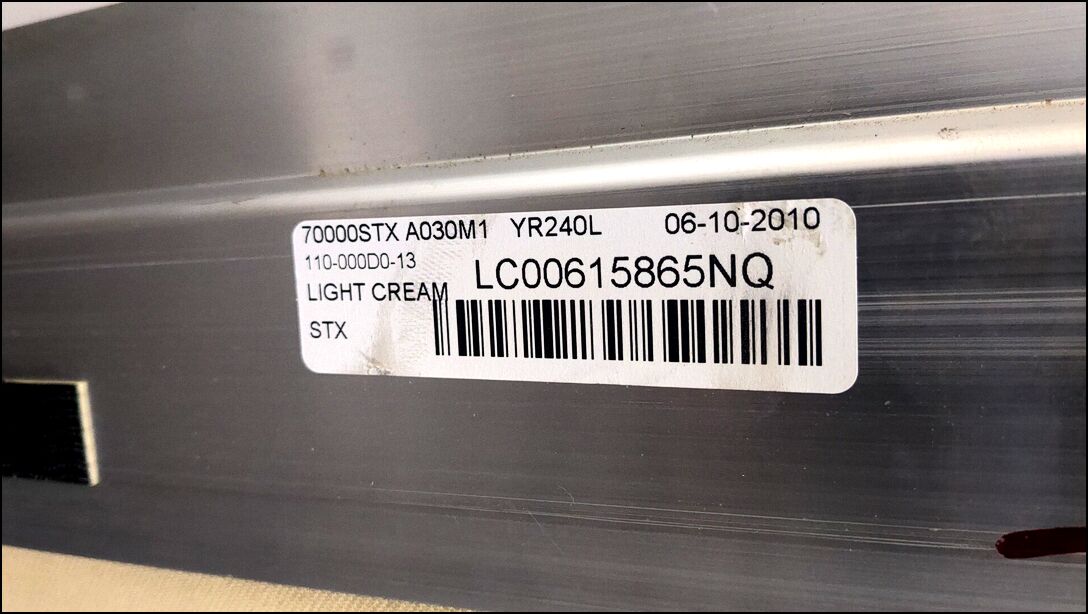 70000STX A030M1 YR240L 06-10-2010
110-000D0-13 LC00615865NQ
LIGHT CREAM
STX